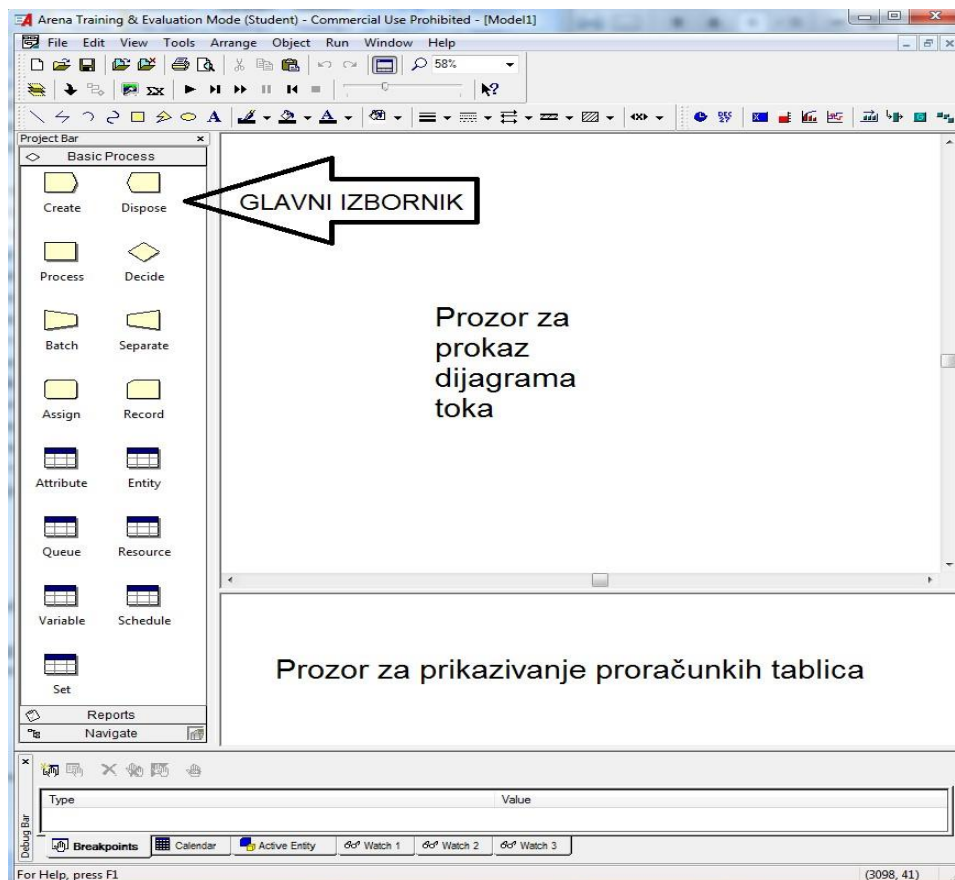 Arena Training & Evaluation Mode (Student) - Commercial Use Prohibited - [Model1]
File Edit View Tools Arrange Object Run Window Help
58%
Project Bar
Basic Process
Create Dispose
GLAVNI IZBORNIK
Process Decide
Batch Separate
Assign Record
Attribute Entity
Queue Resource
Variable Schedule
Set
Reports
Navigate
Prozor za
prokaz
dijagrama
toka
Prozor za prikazivanje proračunkih tablica
Debug Bar
Type Value
Breakpoints Calendar Active Entity Watch 1 Watch 2 Watch 3
For Help, press F1 (3098, 41)